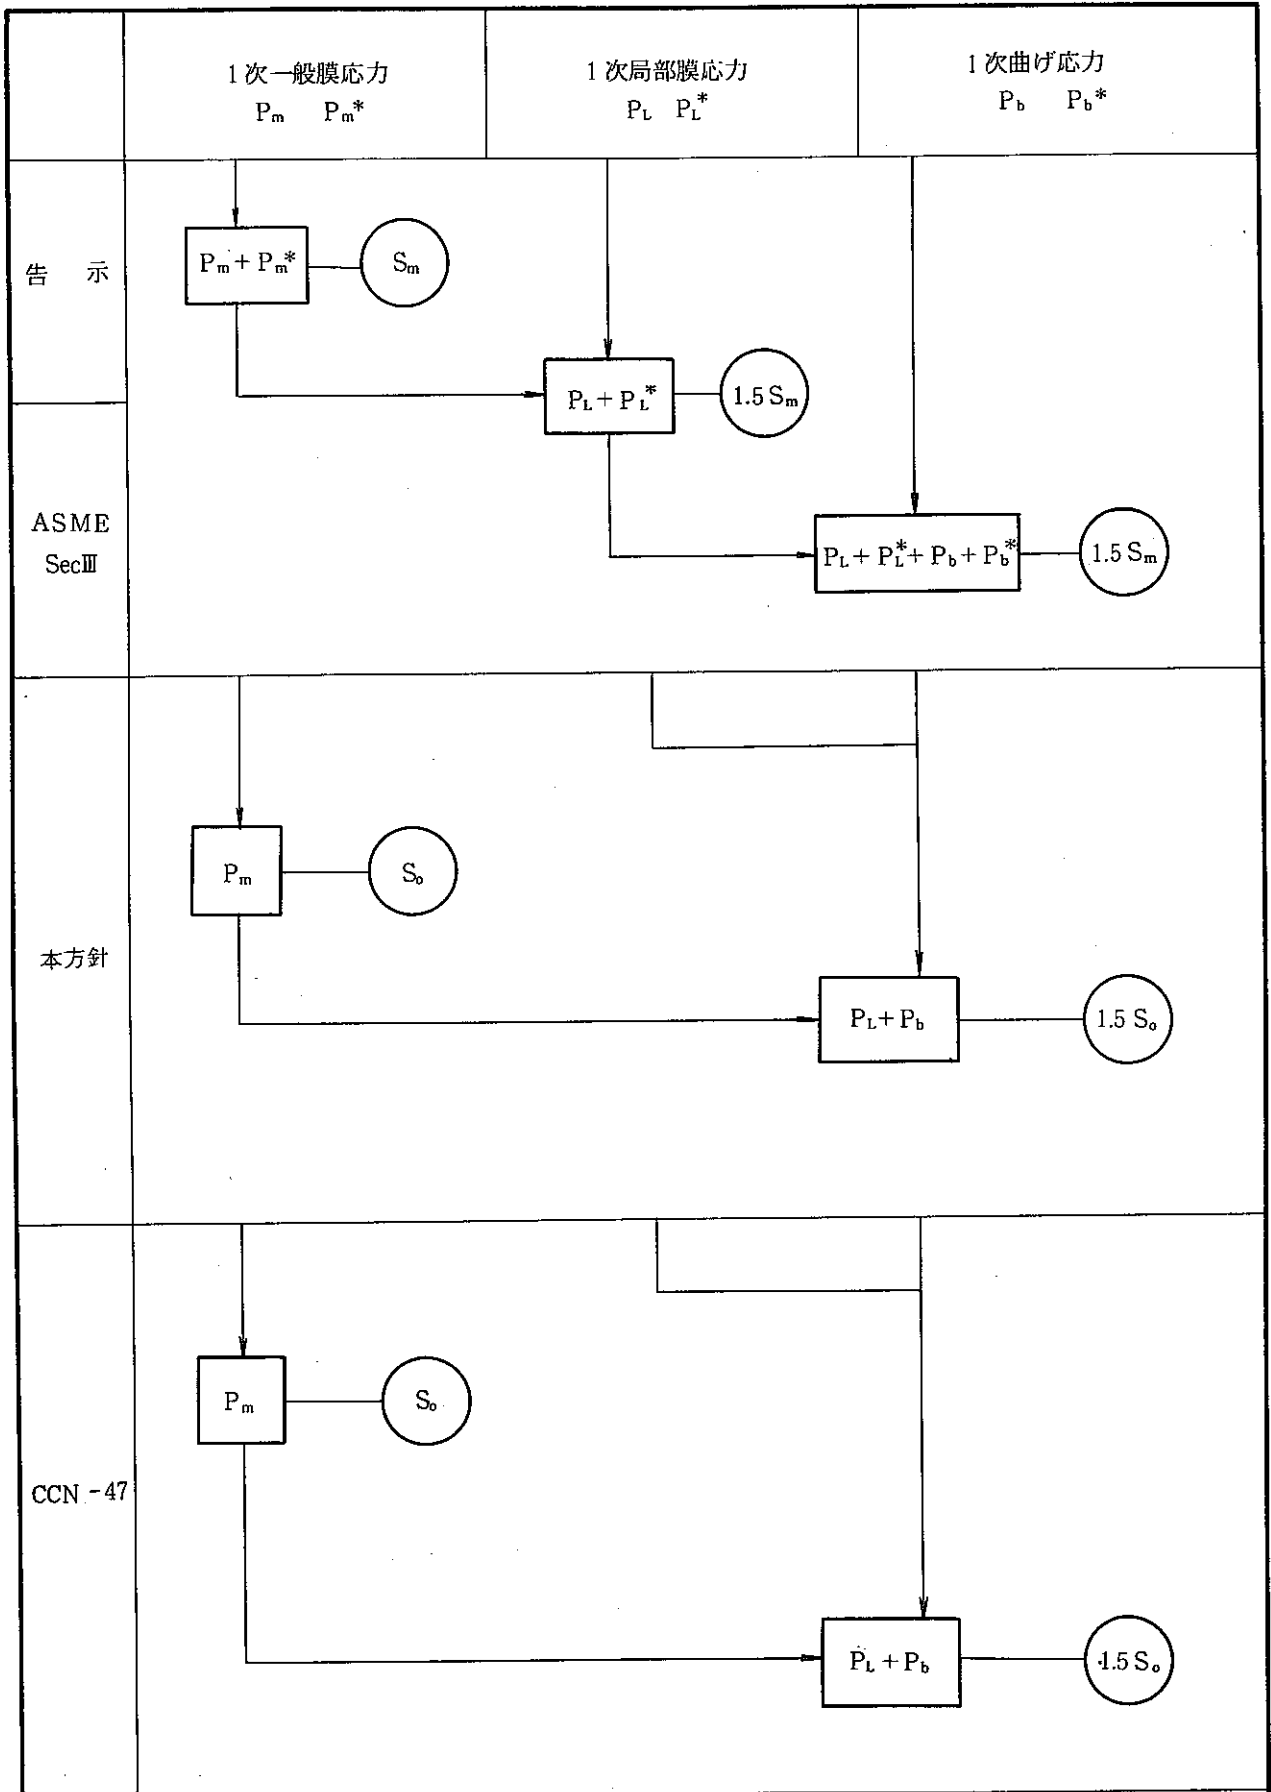 1次一般膜応力
Pm Pm*
1次局部膜応力
PL PL*
1次曲げ応力
Pb Pb*
告 示
Pm + Pm*
Sm
PL + PL*
1.5 Sm
ASME
SecⅢ
PL + PL* + Pb + Pb*
1.5 Sm
本方針
Pm
So
PL + Pb
1.5 So
CCN -47
Pm
So
PL + Pb
1.5 So